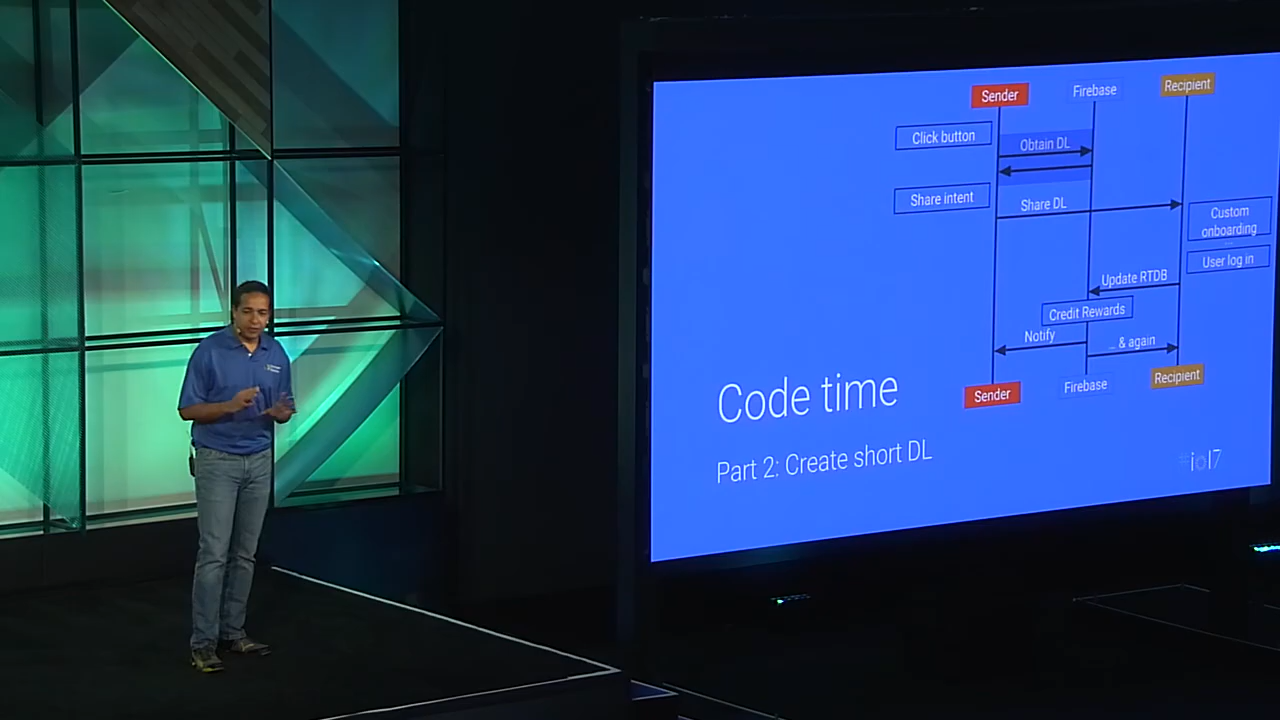 Sender
Firebase
Recipient
Click button
Obtain DL
Share intent
Share DL
Custom
onboarding
...
User log in
Update RTDB
Credit Rewards
Notify
... & again
Sender
Firebase
Recipient
Code time
Part 2: Create short DL
#io17